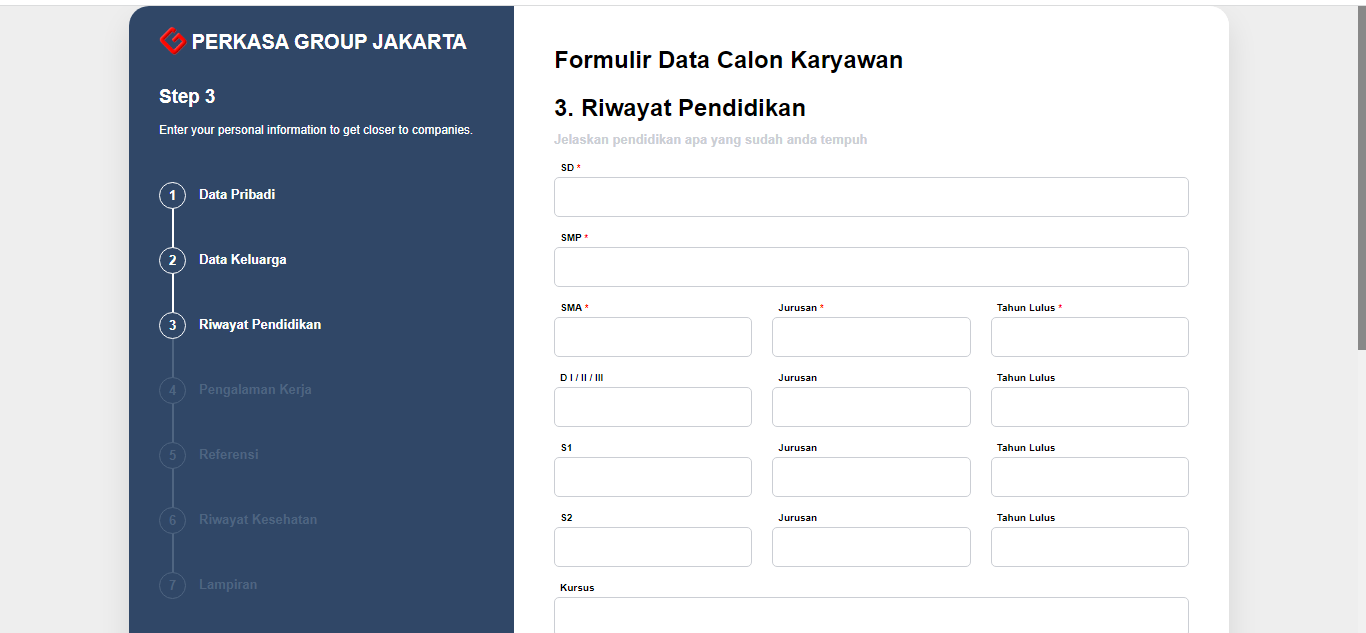 PERKASA GROUP JAKARTA
Step 3
Enter your personal information to get closer to companies.
1 Data Pribadi
2 Data Keluarga
3 Riwayat Pendidikan
4 Pengalaman Kerja
5 Referensi
6 Riwayat Kesehatan
7 Lampiran
Formulir Data Calon Karyawan
3. Riwayat Pendidikan
Jelaskan pendidikan apa yang sudah anda tempuh
SD *
SMP *
SMA * Jurusan * Tahun Lulus *
D I / II / III Jurusan Tahun Lulus
S1 Jurusan Tahun Lulus
S2 Jurusan Tahun Lulus
Kursus